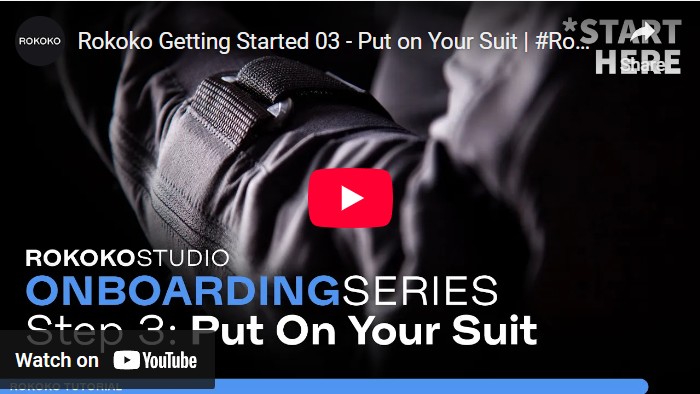 ROKOKO
Rokoko Getting Started 03 - Put on Your Suit | #Ro...
*START
HERE
Share
ROKOKOSTUDIO
ONBOARDINGSERIES
Step 3: Put On Your Suit
Watch on YouTube
ROKOKO TUTORIAL